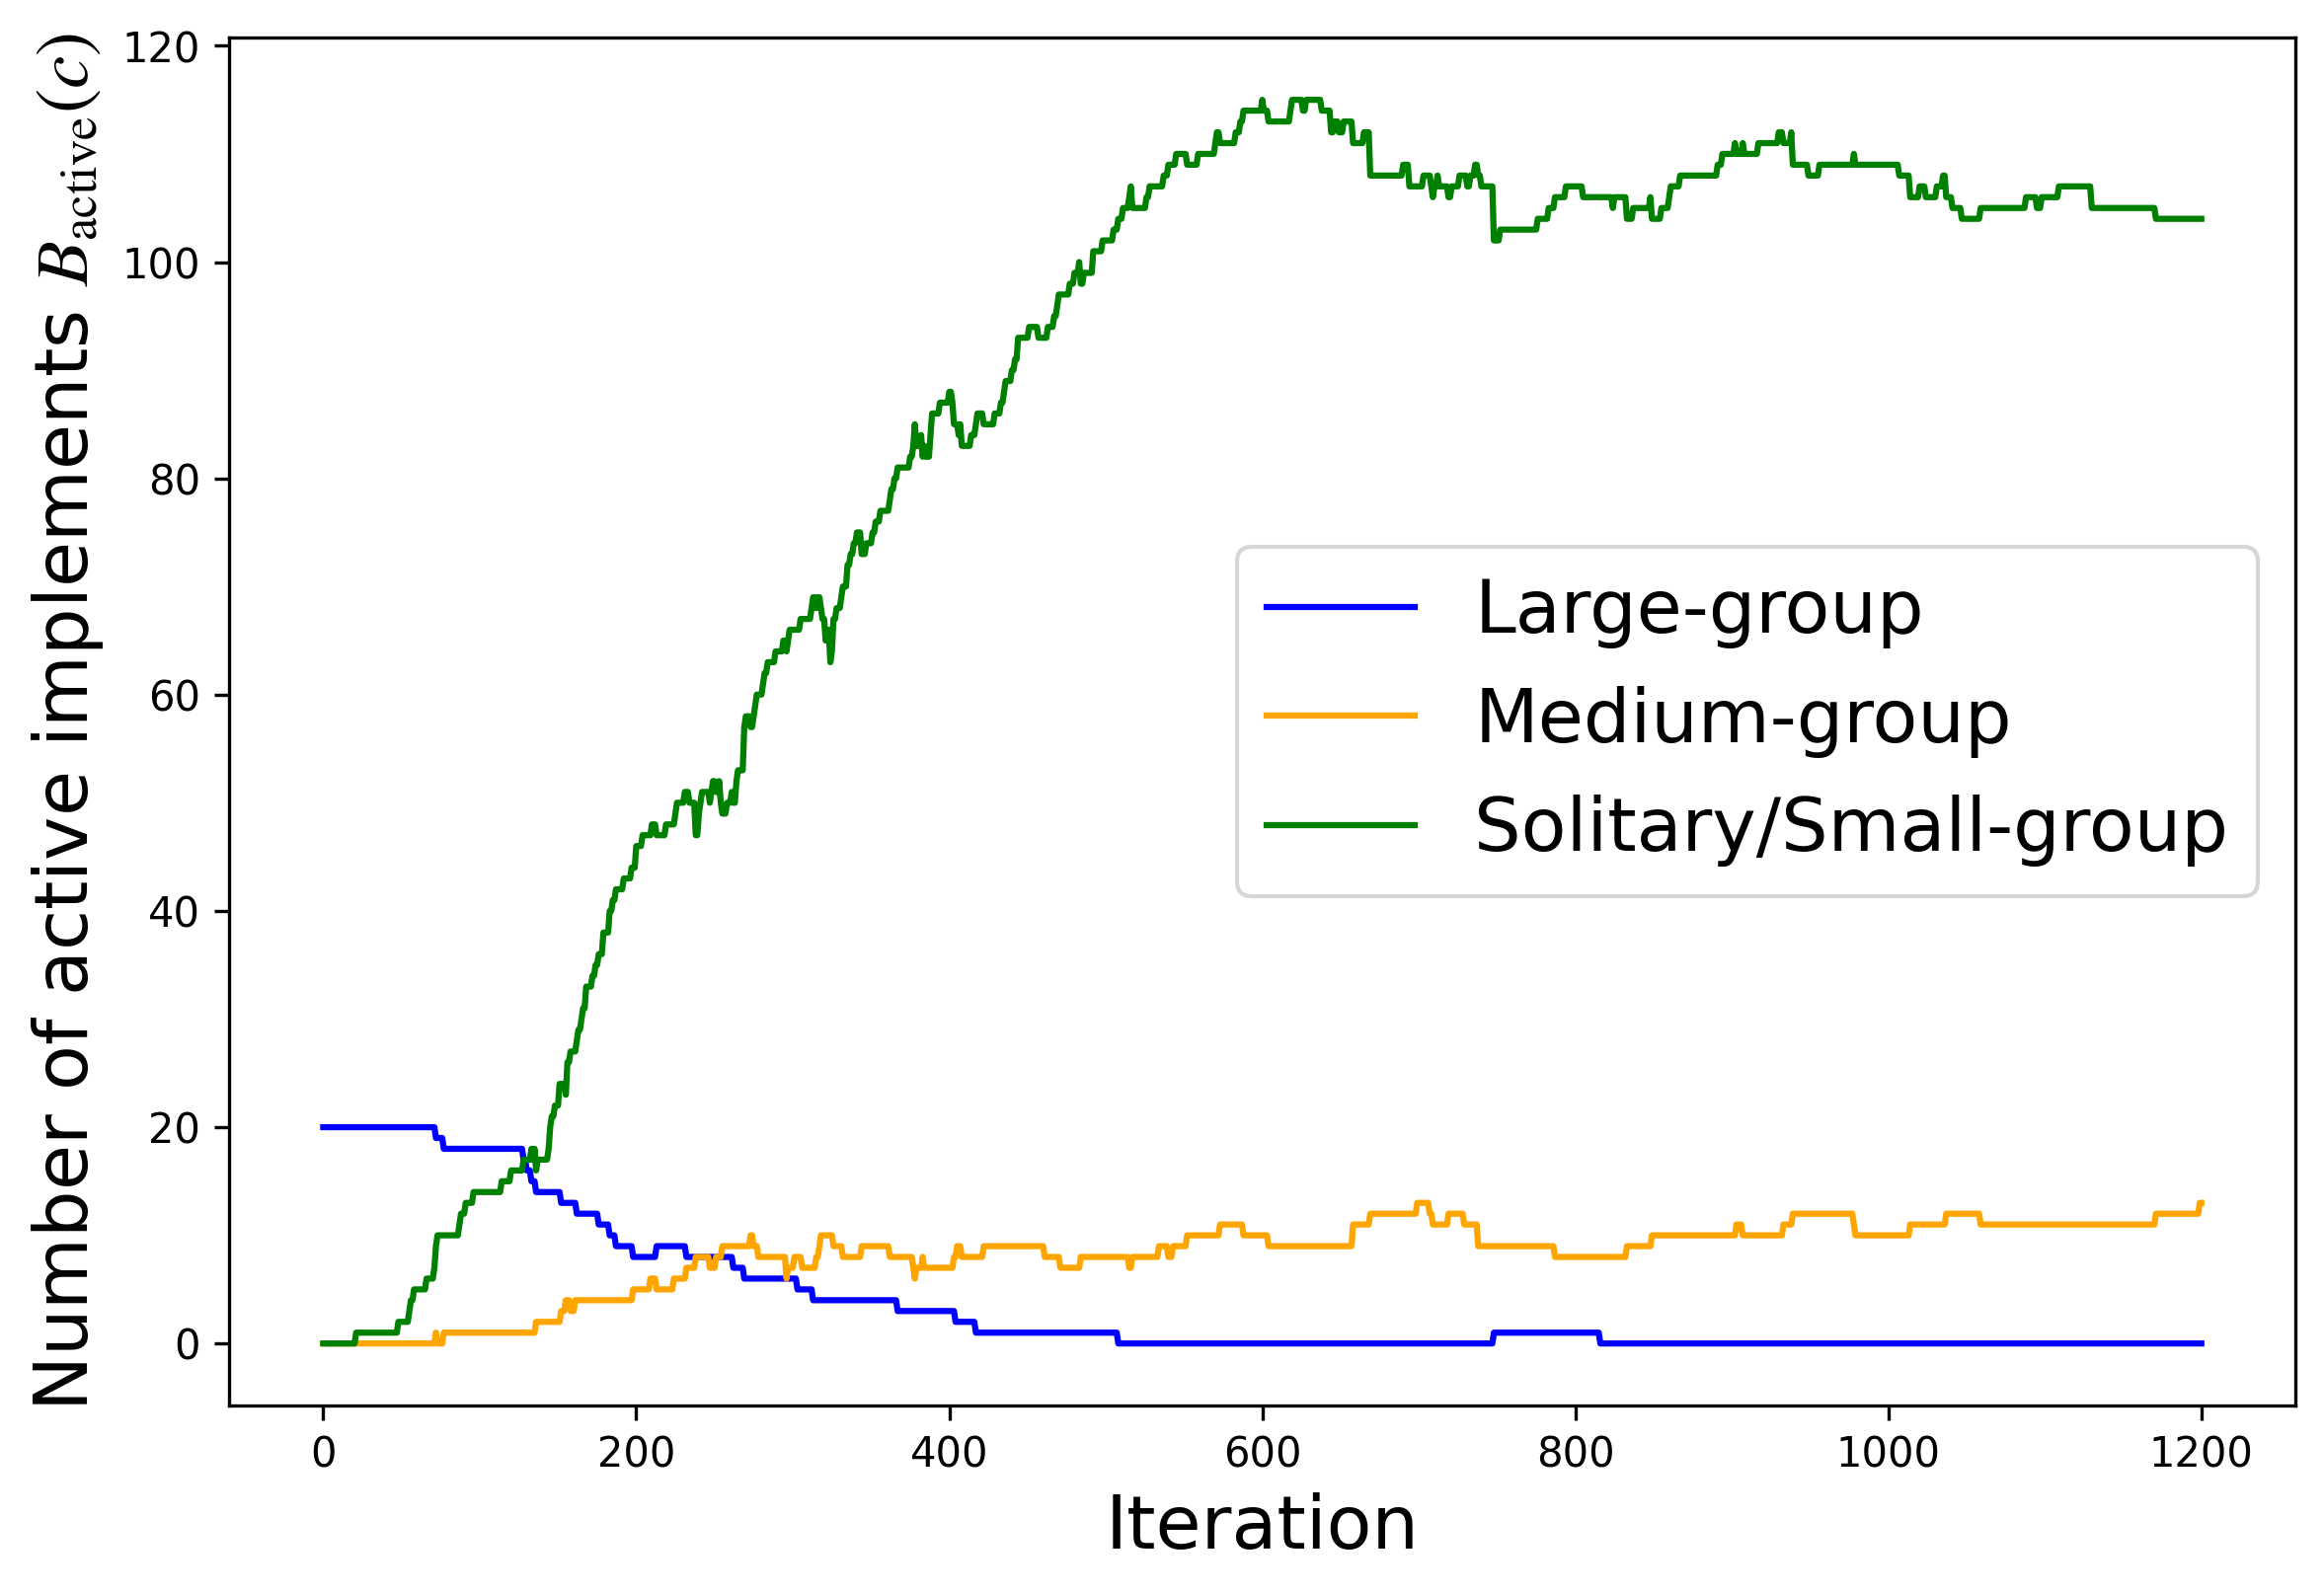 Number of active implements B_active(c)
120
100
80
60
40
20
0
Large-group
Medium-group
Solitary/Small-group
0 200 400 600 800 1000 1200
Iteration